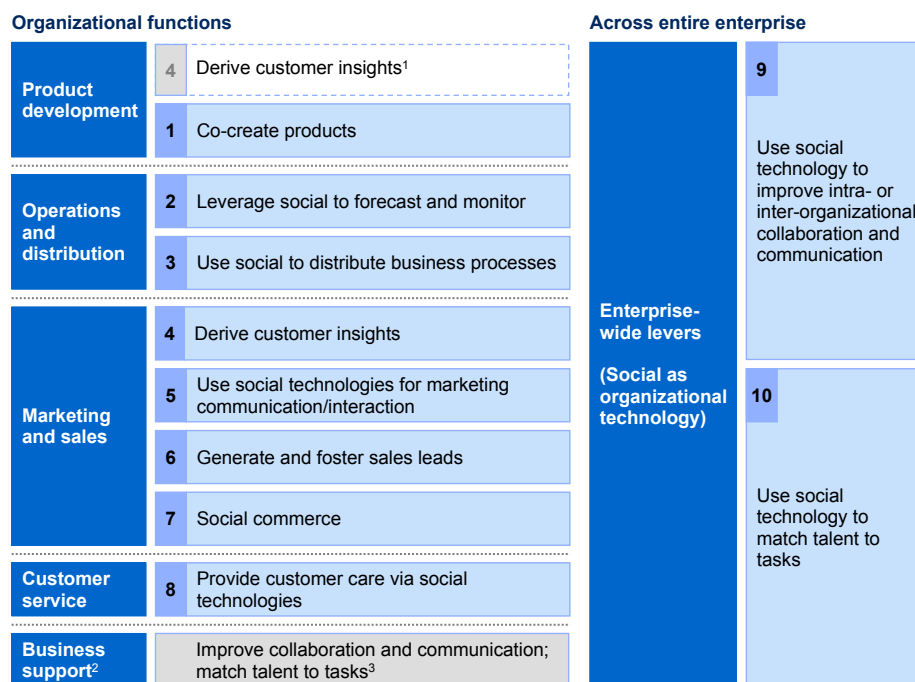 Organizational functions
Product
development
4
Derive customer insights¹
1
Co-create products
Operations
and
distribution
2
Leverage social to forecast and monitor
3
Use social to distribute business processes
Marketing
and sales
4
Derive customer insights
5
Use social technologies for marketing
communication/interaction
6
Generate and foster sales leads
7
Social commerce
Customer
service
8
Provide customer care via social
technologies
Business
support²
Improve collaboration and communication;
match talent to tasks³
Across entire enterprise
Enterprise-
wide levers
(Social as
organizational
technology)
9
Use social
technology to
improve intra- or
inter-organizational
collaboration and
communication
10
Use social
technology to
match talent to
tasks